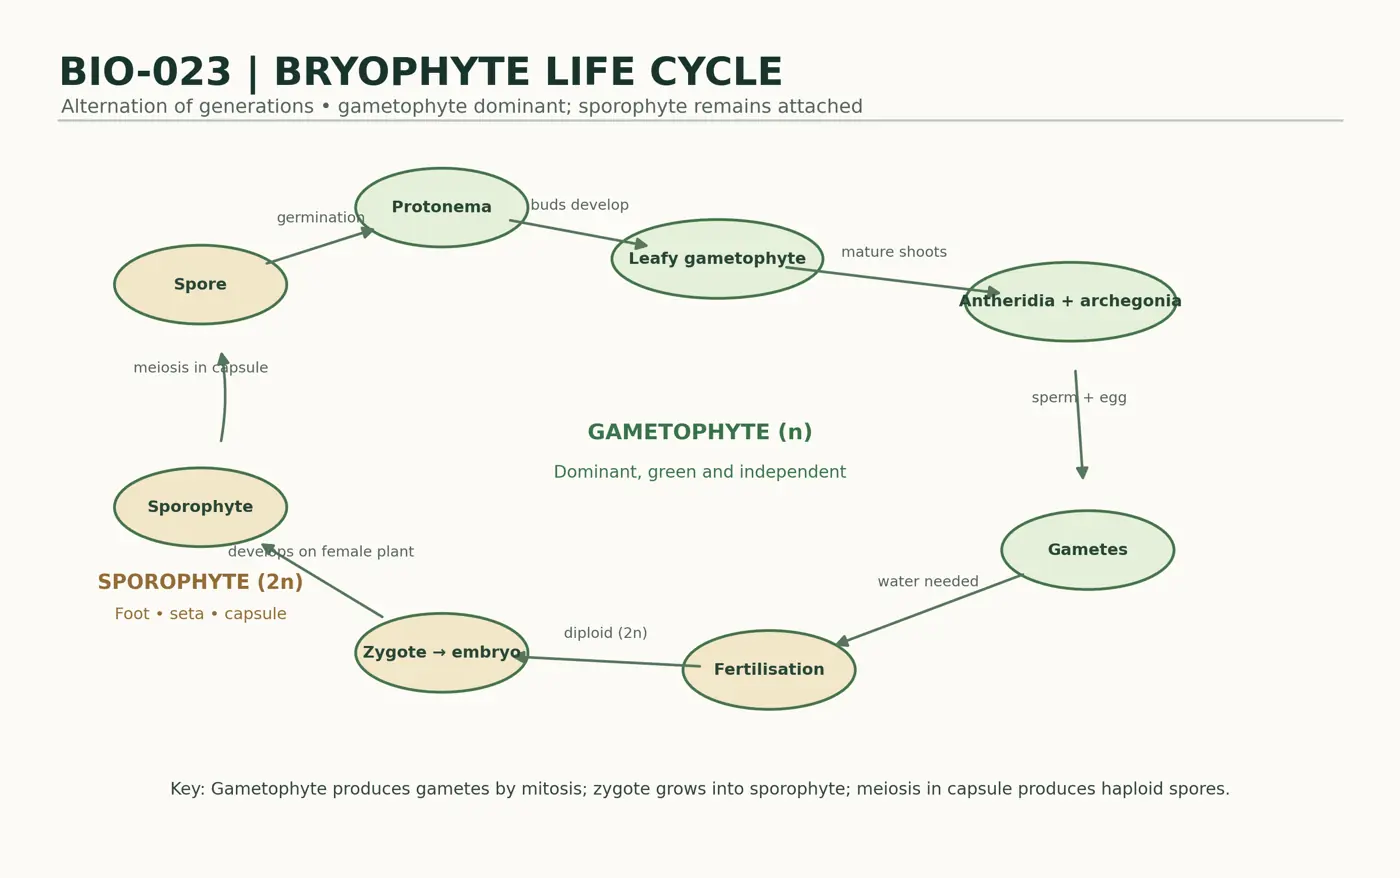 BIO-023 | BRYOPHYTE LIFE CYCLE
Alternation of generations • gametophyte dominant; sporophyte remains attached
Protonema
germination
buds develop
Leafy gametophyte
mature shoots
Spore
Antheridia + archegonia
meiosis in capsule
sperm + egg
GAMETOPHYTE (n)
Dominant, green and independent
Sporophyte
develops on female plant
Gametes
SPOROPHYTE (2n)
Foot • seta • capsule
water needed
diploid (2n)
Zygote → embryo
Fertilisation
Key: Gametophyte produces gametes by mitosis; zygote grows into sporophyte; meiosis in capsule produces haploid spores.